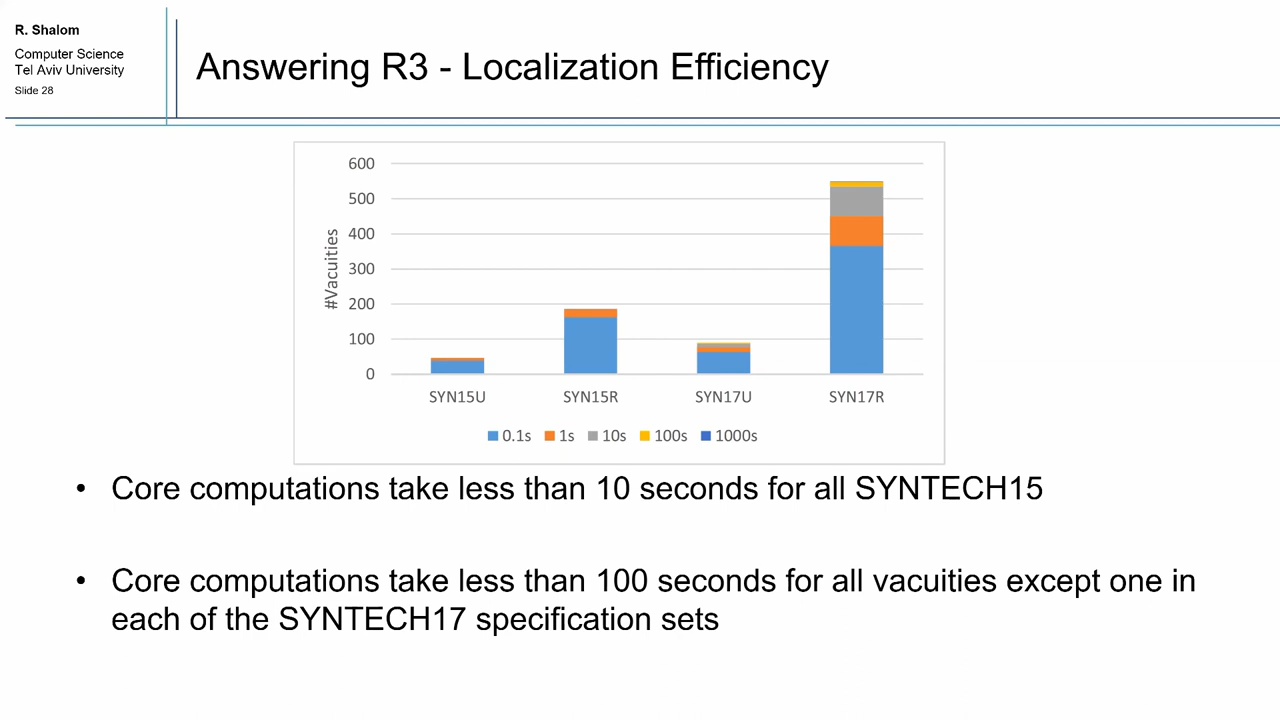 R. Shalom
Computer Science
Tel Aviv University
Slide 28
Answering R3 - Localization Efficiency
600
500
400
300
200
100
0
#Vacuities
SYN15U SYN15R SYN17U SYN17R
0.1s 1s 10s 100s 1000s
• Core computations take less than 10 seconds for all SYNTECH15
• Core computations take less than 100 seconds for all vacuities except one in
each of the SYNTECH17 specification sets